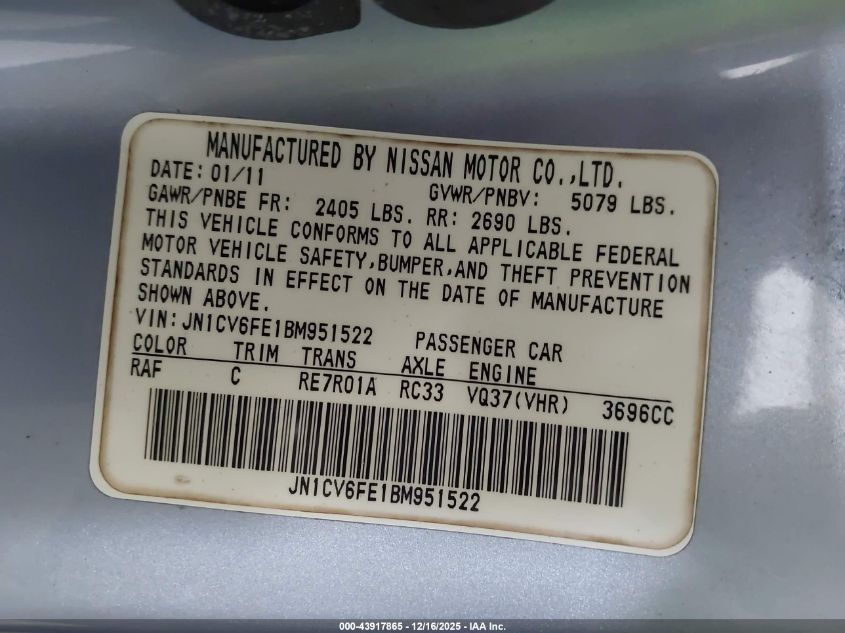 MANUFACTURED BY NISSAN MOTOR CO.,LTD.
DATE: 01/11 GVWR/PNBV: 5079 LBS.
GAWR/PNBE FR: 2405 LBS. RR: 2690 LBS.
THIS VEHICLE CONFORMS TO ALL APPLICABLE FEDERAL
MOTOR VEHICLE SAFETY,BUMPER,AND THEFT PREVENTION
STANDARDS IN EFFECT ON THE DATE OF MANUFACTURE
SHOWN ABOVE.
VIN:JN1CV6FE1BM951522 PASSENGER CAR
COLOR TRIM TRANS AXLE ENGINE
RAF C RE7R01A RC33 VQ37(VHR) 3696CC
JN1CV6FE1BM951522
000-43917865 - 12/16/2025 - IAA Inc.